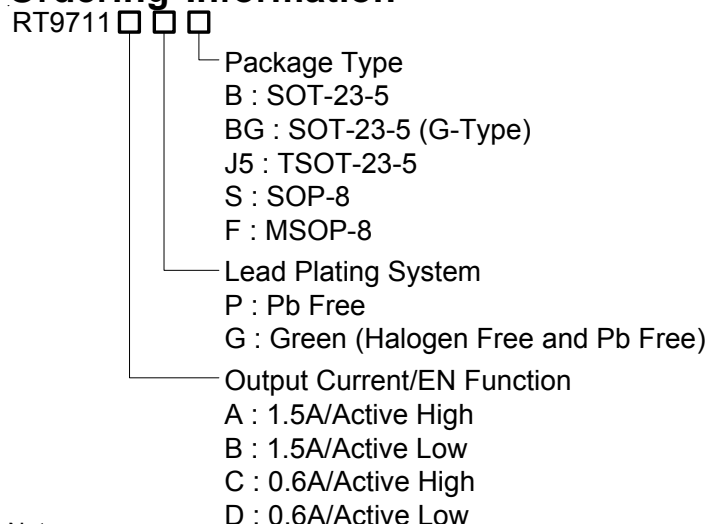 Ordering Information
RT9711□ □ □
Package Type
B : SOT-23-5
BG : SOT-23-5 (G-Type)
J5 : TSOT-23-5
S : SOP-8
F : MSOP-8
Lead Plating System
P : Pb Free
G : Green (Halogen Free and Pb Free)
Output Current/EN Function
A : 1.5A/Active High
B : 1.5A/Active Low
C : 0.6A/Active High
D : 0.6A/Active Low